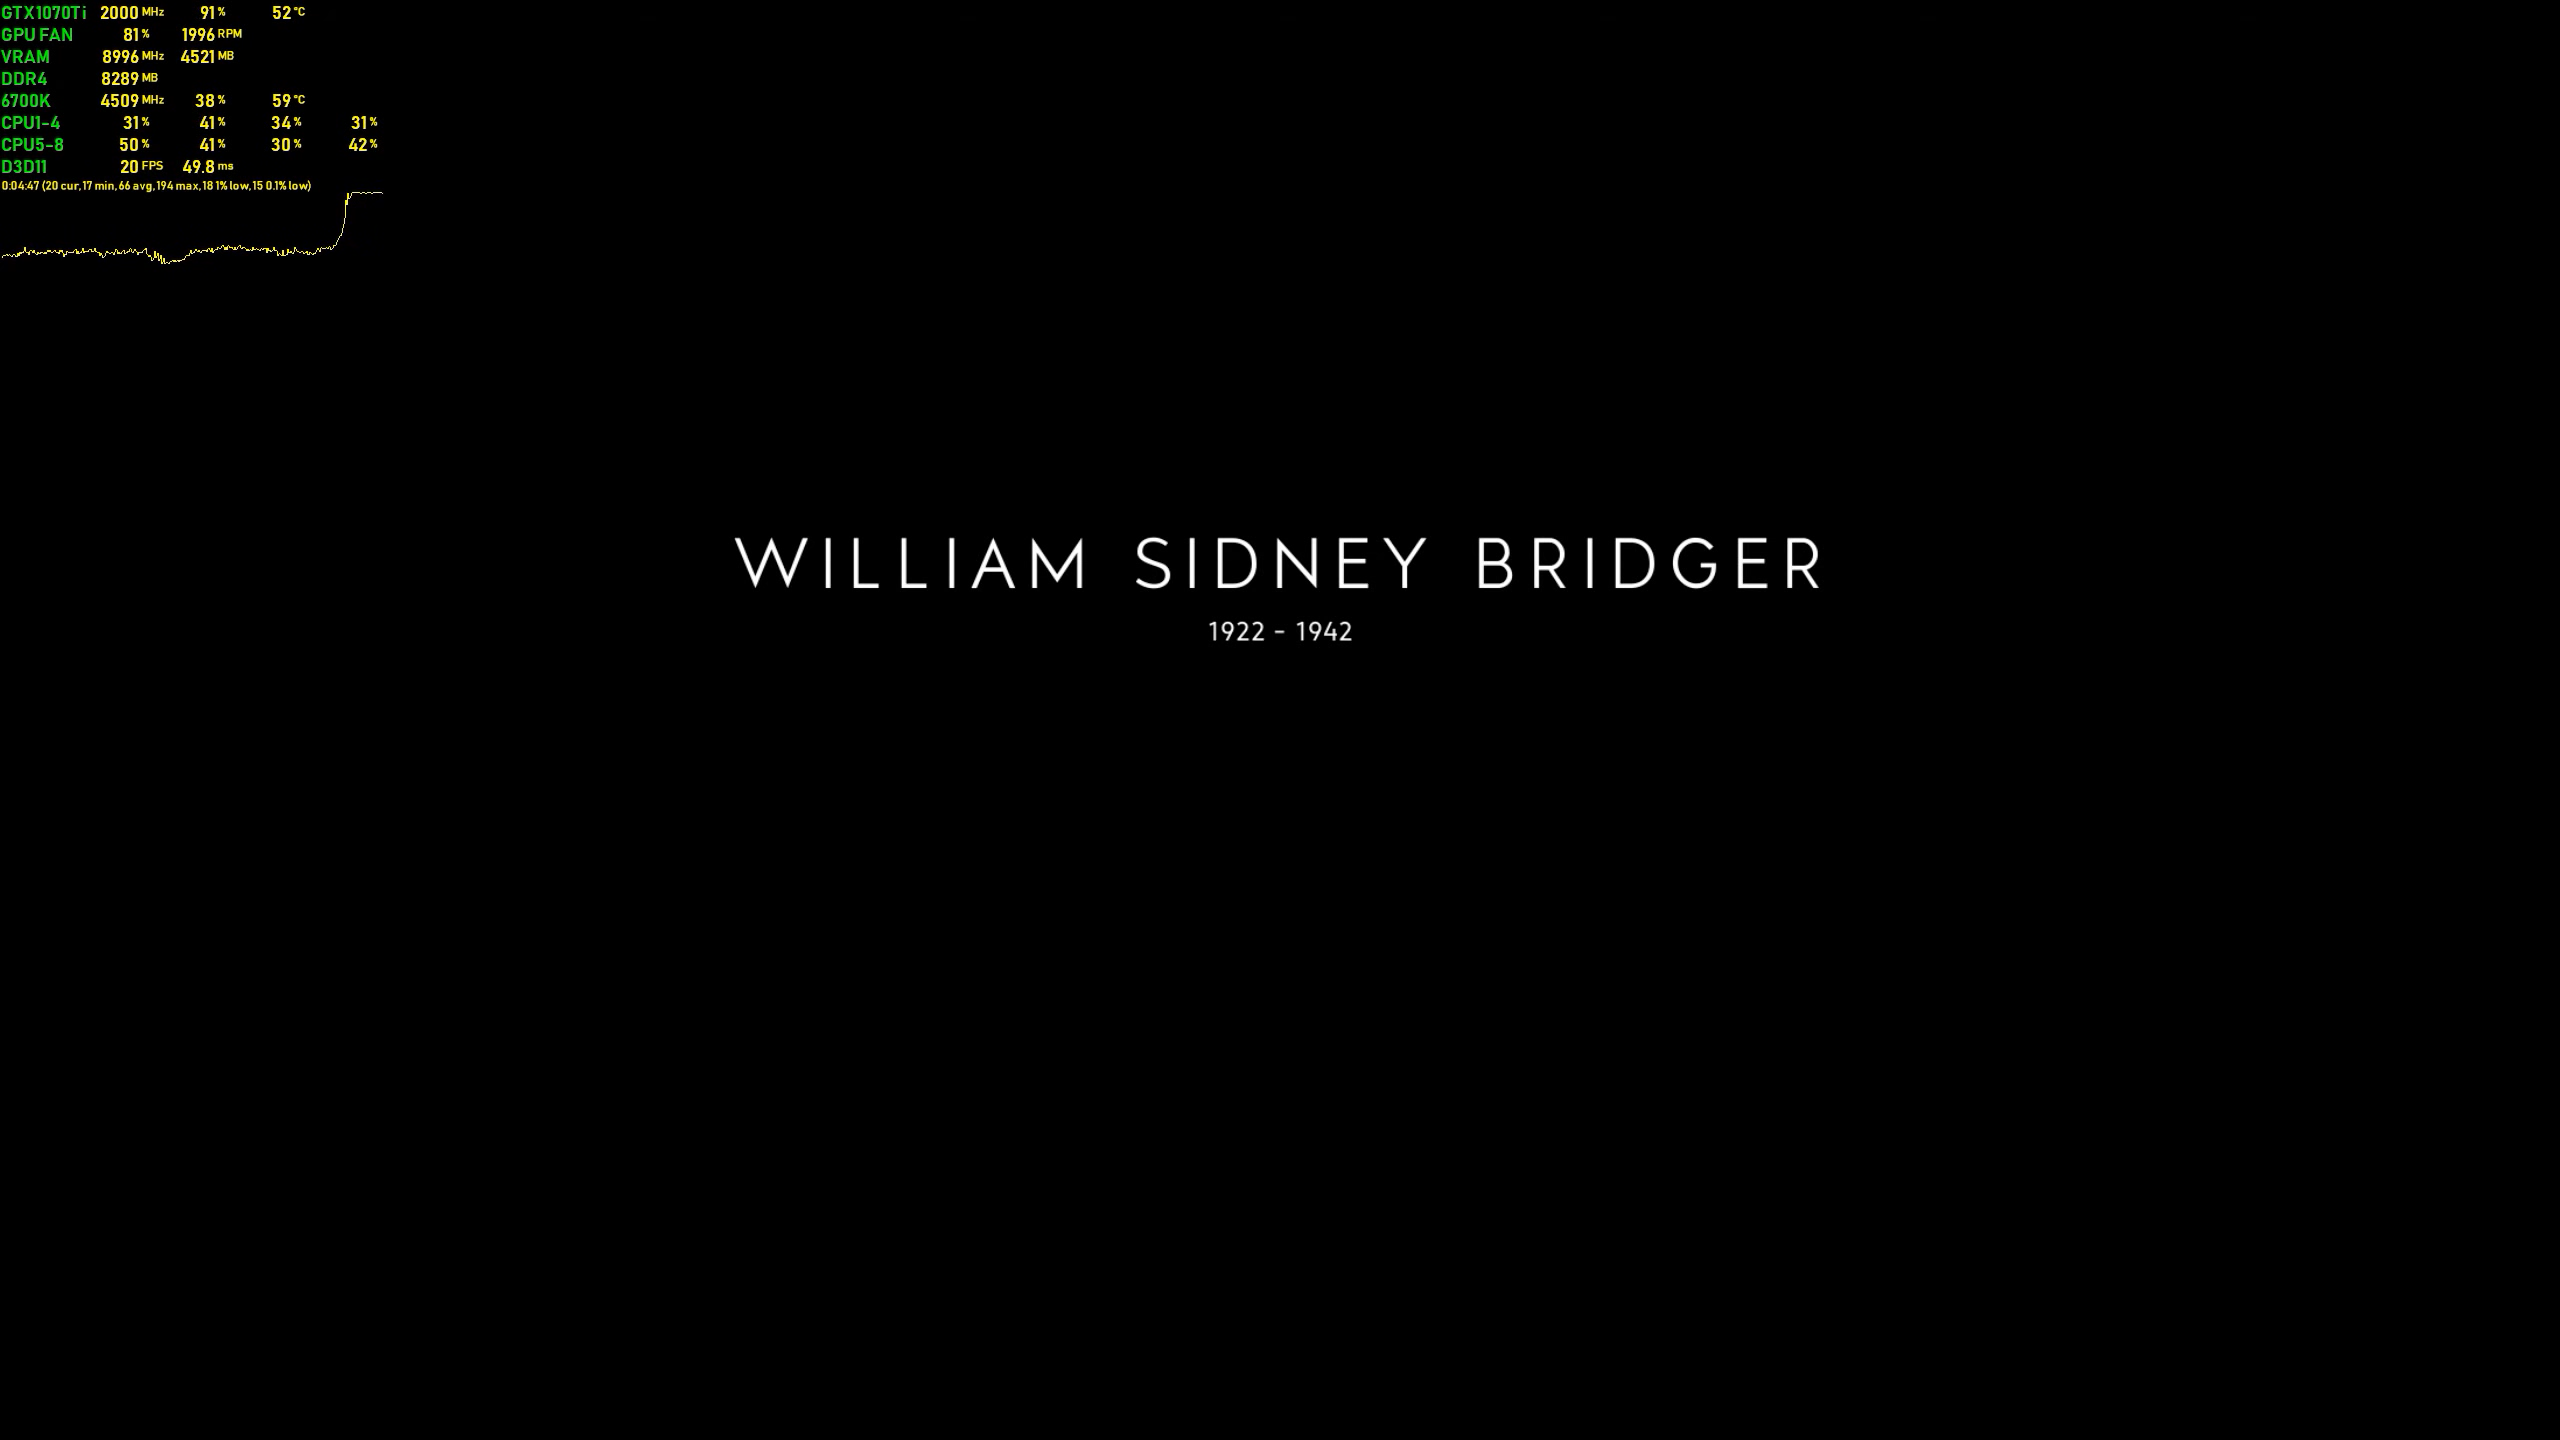 GTX1070Ti 2000 MHz 91 % 52 °C
GPU FAN 81 % 1996 RPM
VRAM 8996 MHz 4521 MB
DDR4 8289 MB
6700K 4509 MHz 38 % 59 °C
CPU1-4 31 % 41 % 34 % 31 %
CPU5-8 50 % 41 % 30 % 42 %
D3D11 20 FPS 49.8 ms
0:04:47 (20 cur, 17 min, 66 avg, 194 max, 18 1% low, 15 0.1% low)
WILLIAM SIDNEY BRIDGER
1922 - 1942